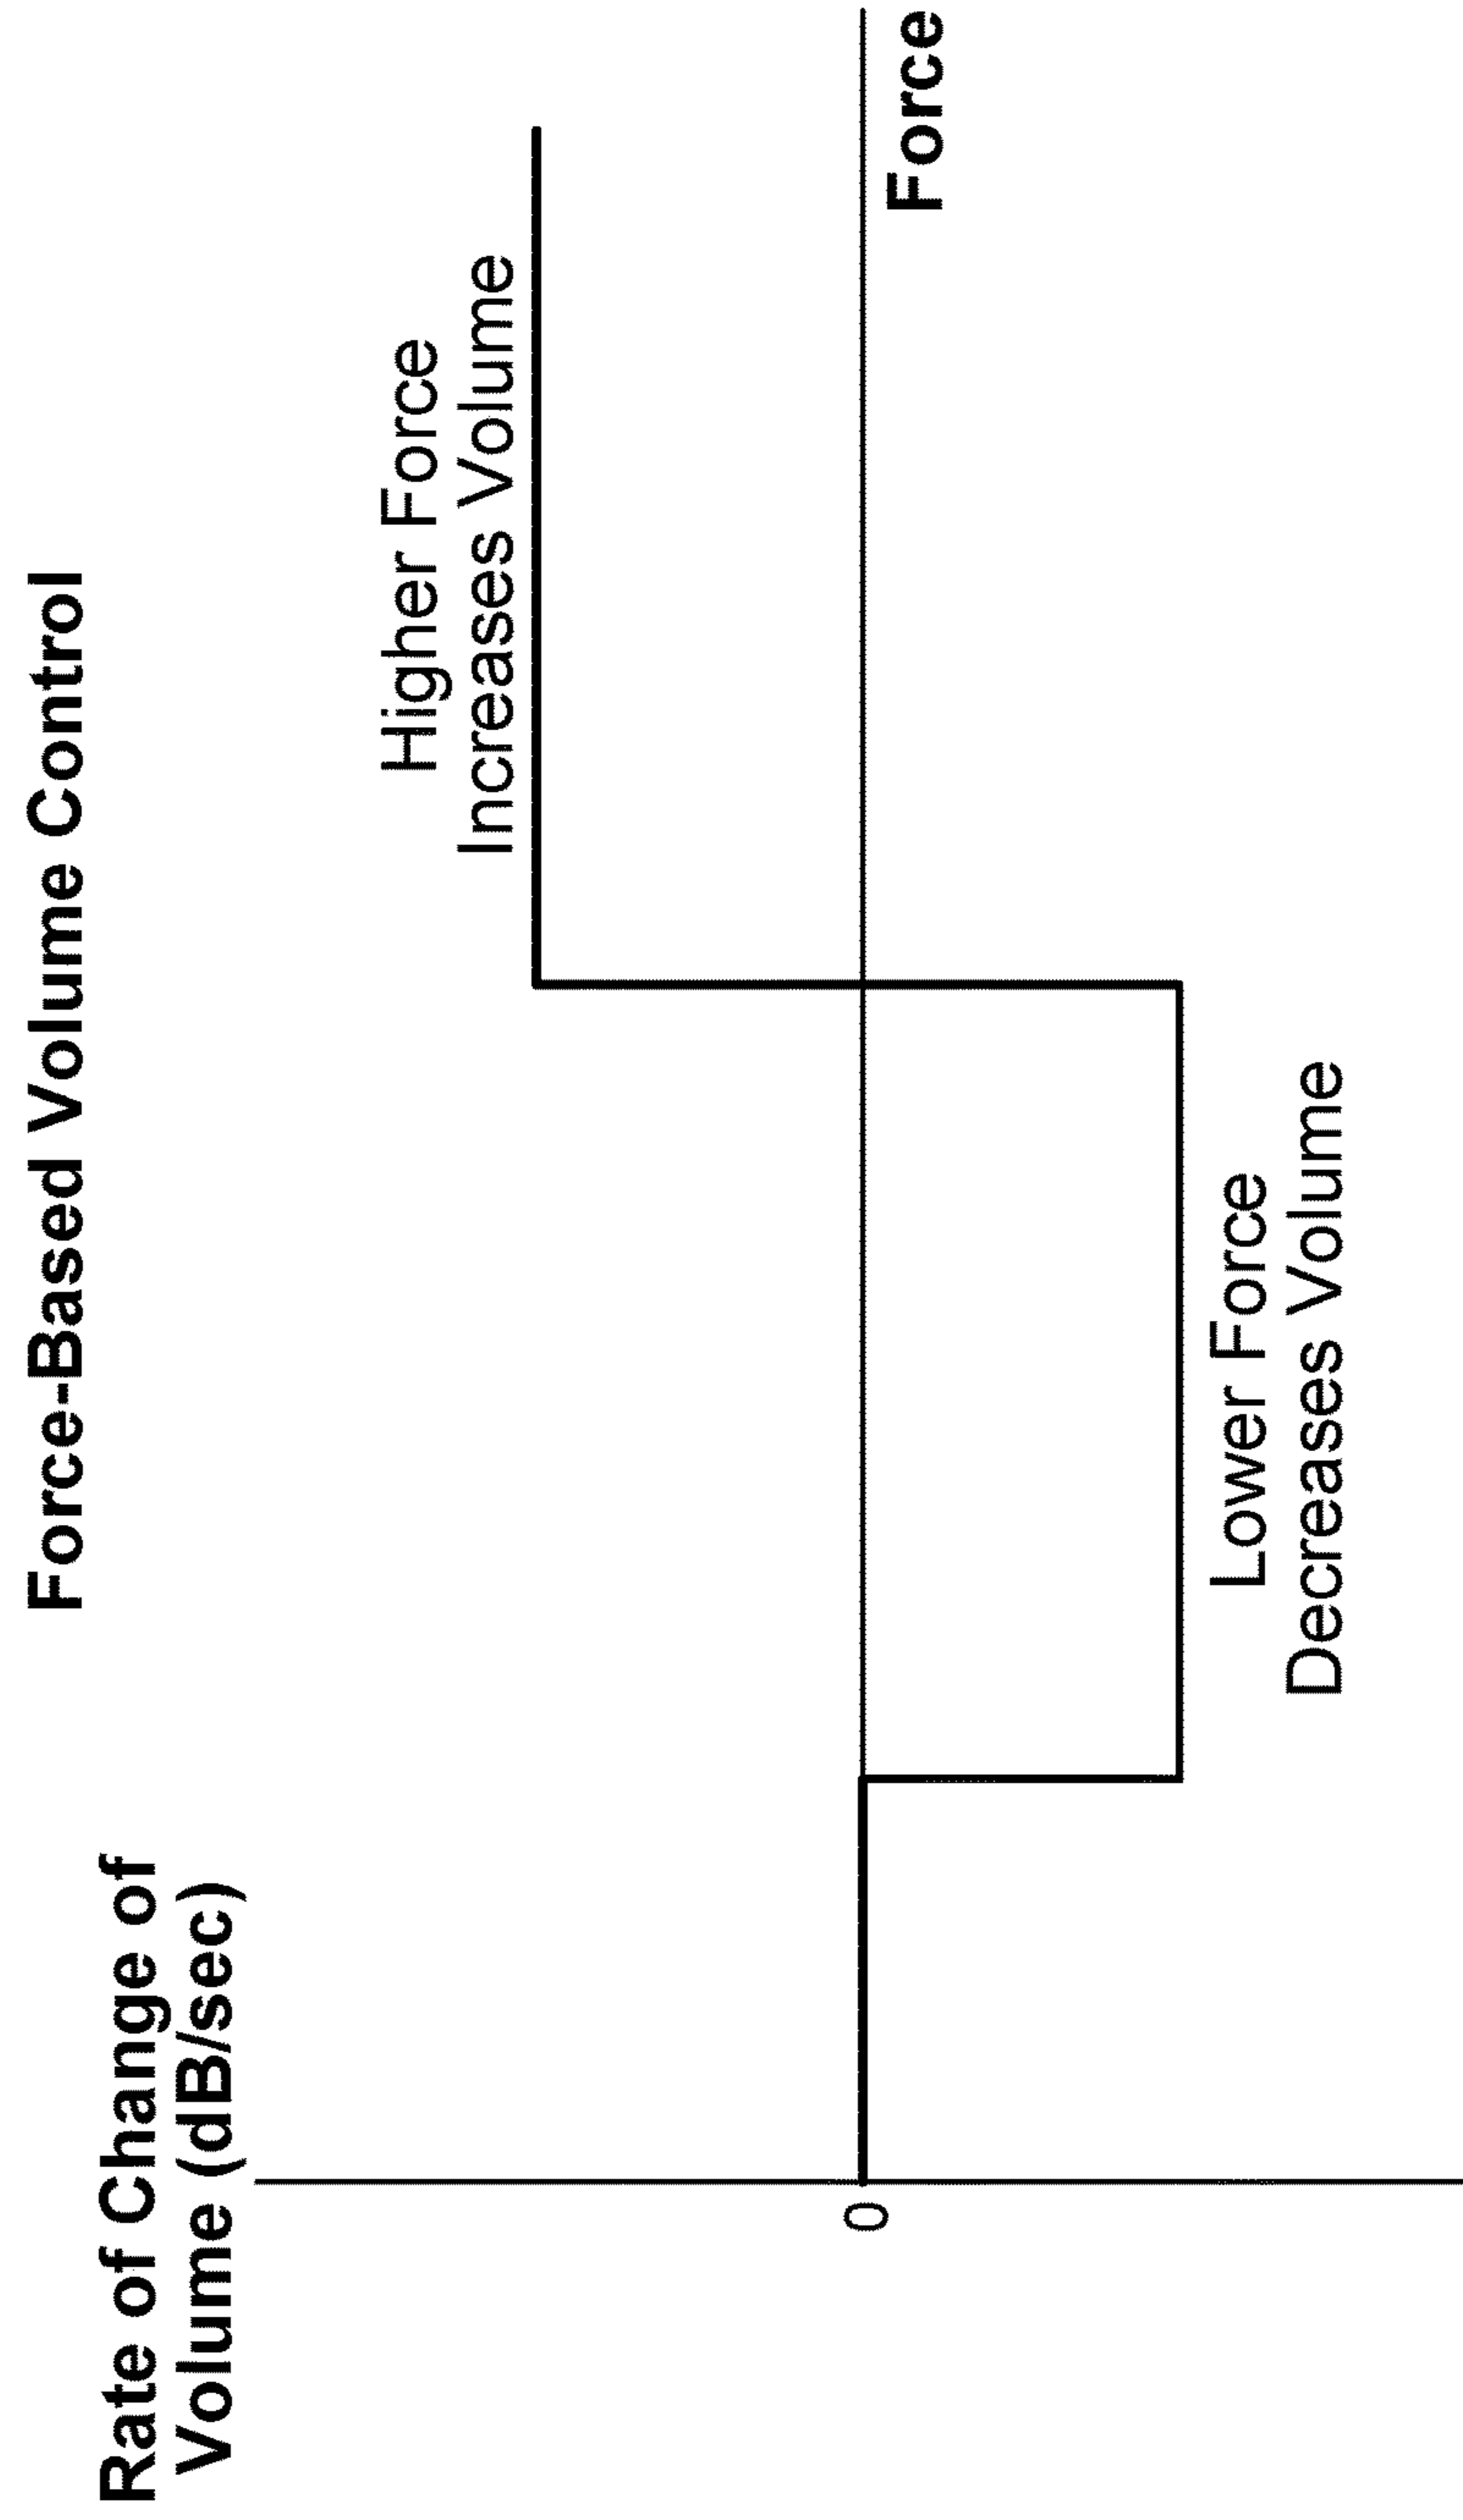 Force-Based Volume Control
Rate of Change of
Volume (dB/sec)
Higher Force
Increases Volume
0
Force
Lower Force
Decreases Volume